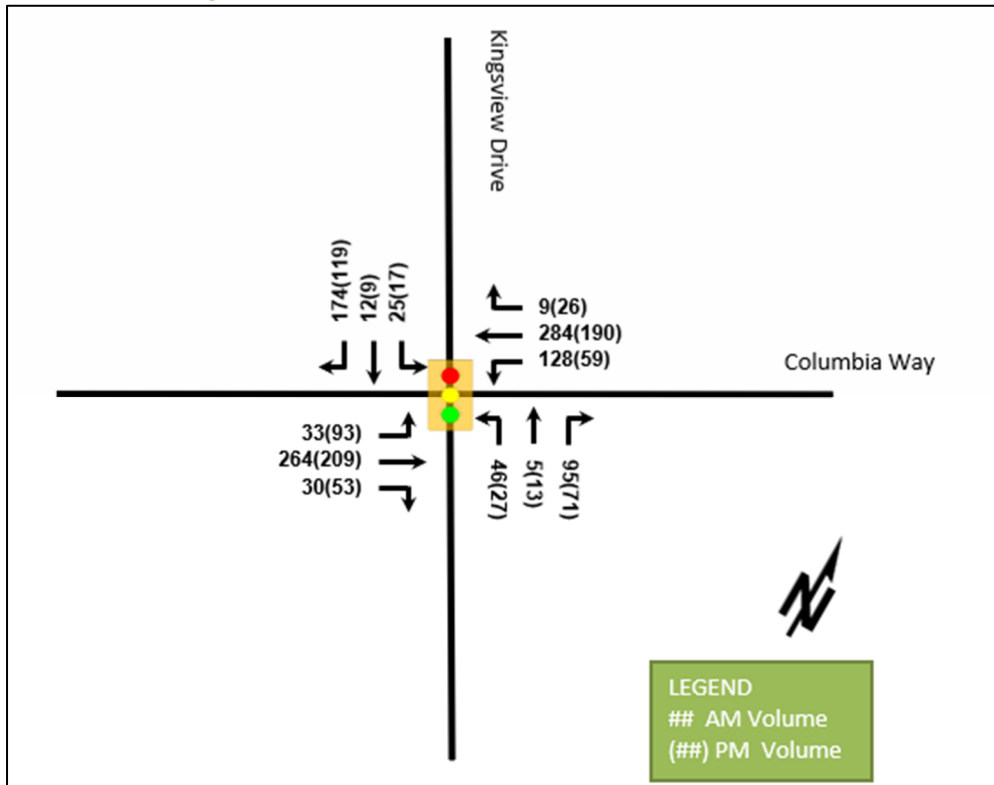 Kingsview Drive
174(119)
12(9)
25(17)
9(26)
284(190)
128(59)
Columbia Way
33(93)
264(209)
30(53)
46(27)
5(13)
95(71)
N
LEGEND
## AM Volume
(##) PM Volume